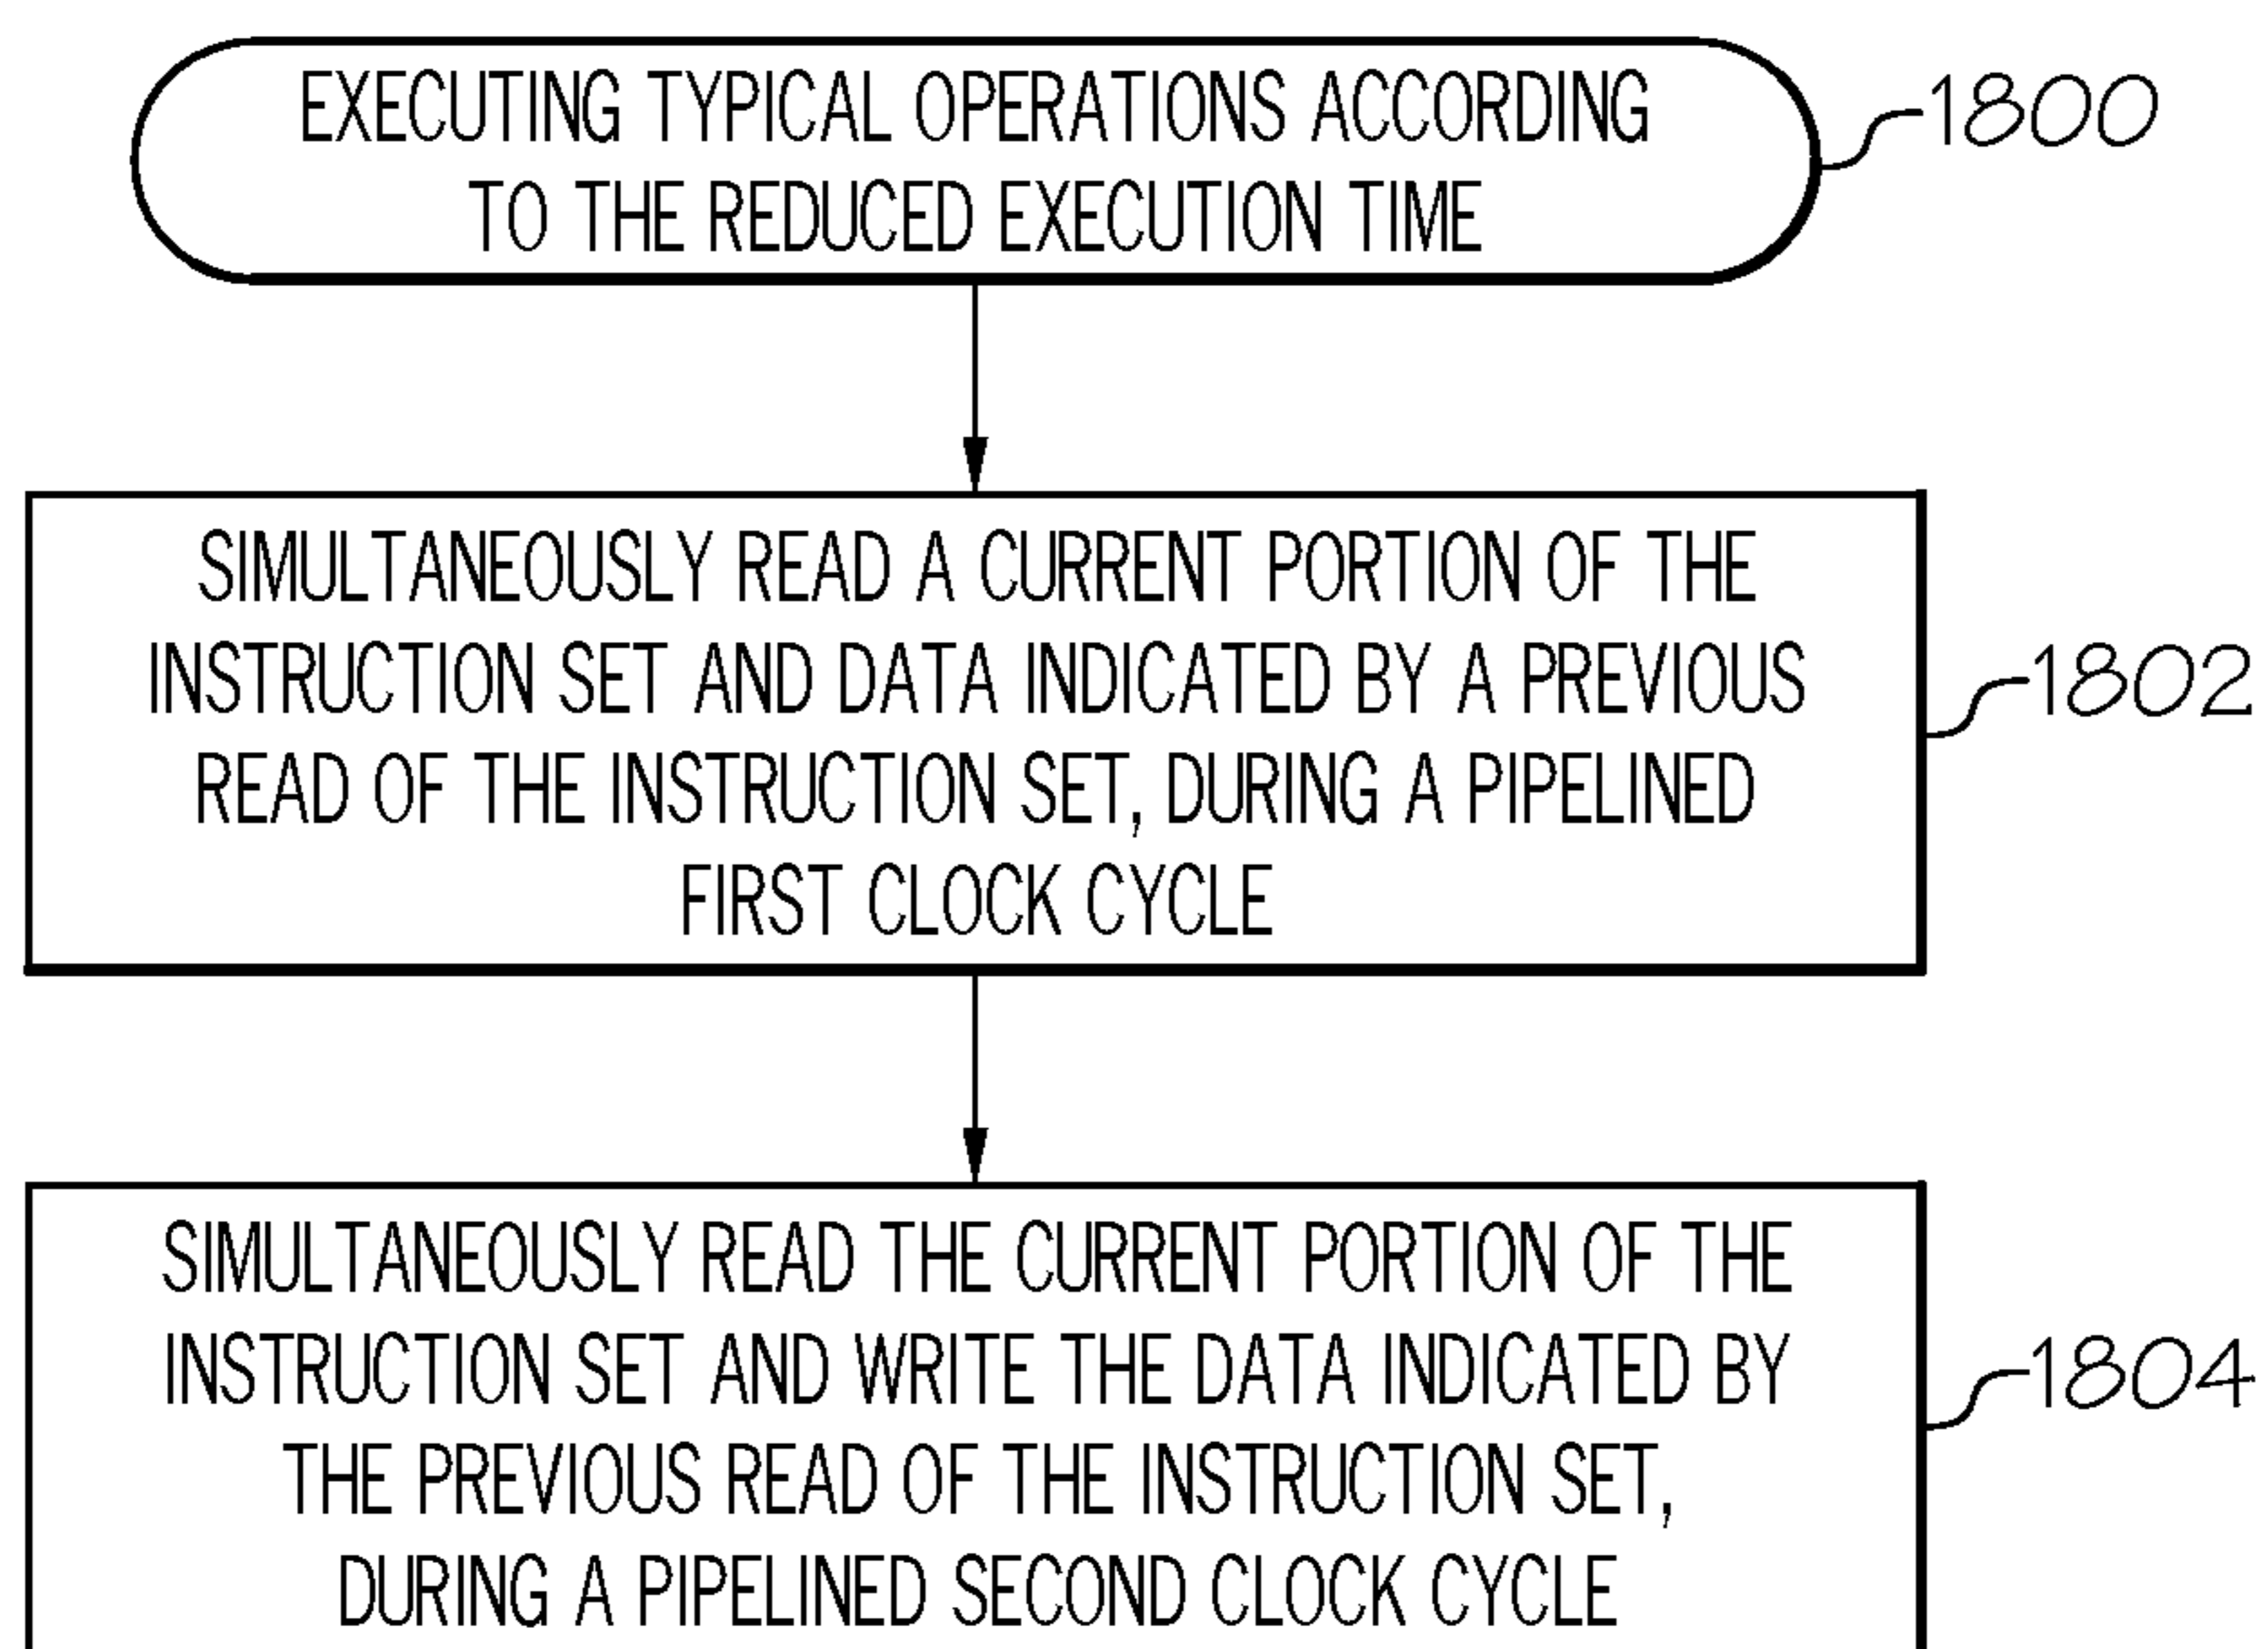 EXECUTING TYPICAL OPERATIONS ACCORDING
TO THE REDUCED EXECUTION TIME
1800
SIMULTANEOUSLY READ A CURRENT PORTION OF THE
INSTRUCTION SET AND DATA INDICATED BY A PREVIOUS
READ OF THE INSTRUCTION SET, DURING A PIPELINED
FIRST CLOCK CYCLE
1802
SIMULTANEOUSLY READ THE CURRENT PORTION OF THE
INSTRUCTION SET AND WRITE THE DATA INDICATED BY
THE PREVIOUS READ OF THE INSTRUCTION SET,
DURING A PIPELINED SECOND CLOCK CYCLE
1804